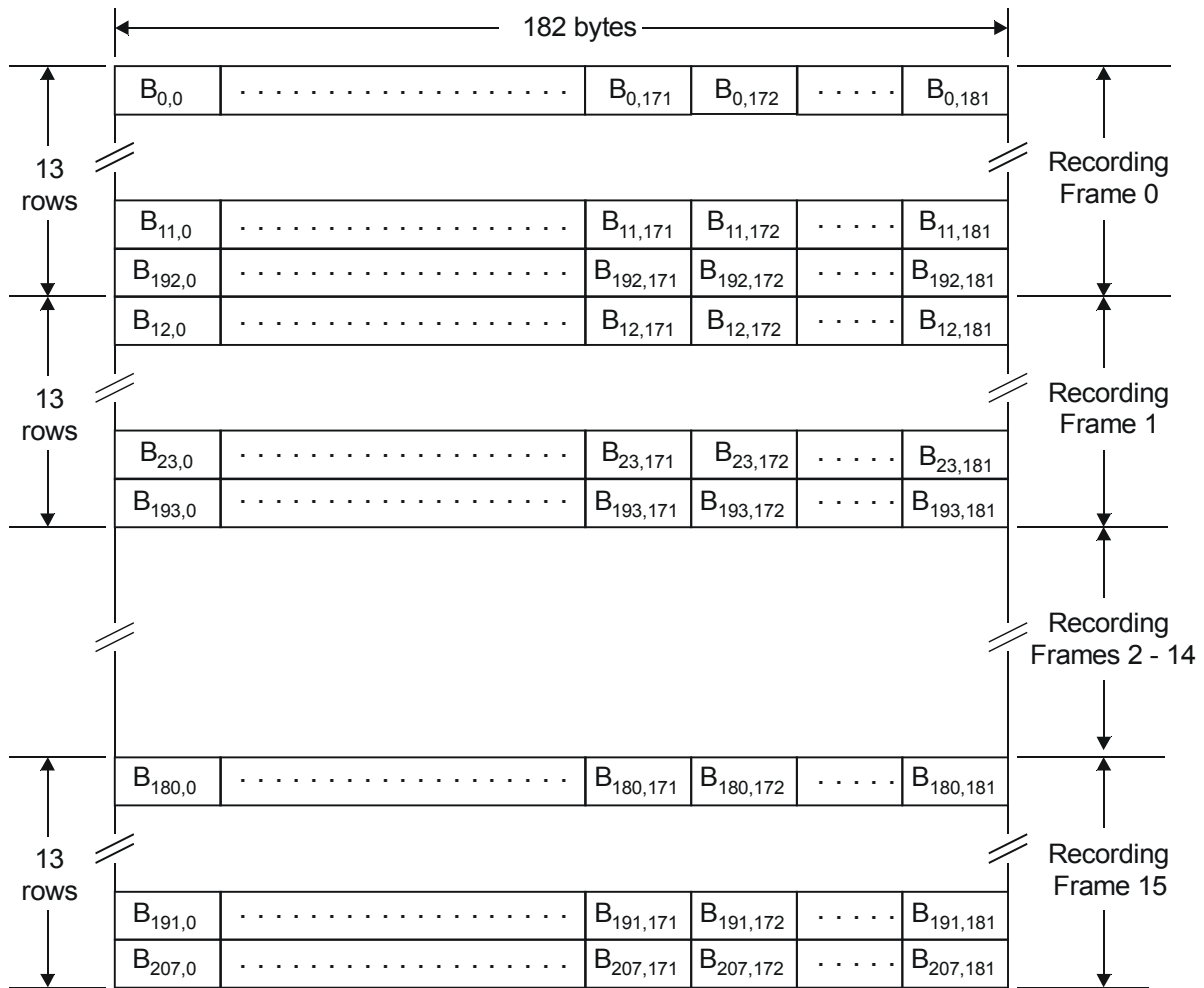 182 bytes
B0,0 . . . . . . . . . . . . . . . . . . . B0,171 B0,172 . . . . . B0,181
13
rows
Recording
Frame 0
B11,0 . . . . . . . . . . . . . . . . . . . B11,171 B11,172 . . . . . B11,181
B192,0 . . . . . . . . . . . . . . . . . . . B192,171 B192,172 . . . . . B192,181
B12,0 . . . . . . . . . . . . . . . . . . . B12,171 B12,172 . . . . . B12,181
13
rows
Recording
Frame 1
B23,0 . . . . . . . . . . . . . . . . . . . B23,171 B23,172 . . . . . B23,181
B193,0 . . . . . . . . . . . . . . . . . . . B193,171 B193,172 . . . . . B193,181
Recording
Frames 2 - 14
B180,0 . . . . . . . . . . . . . . . . . . . B180,171 B180,172 . . . . . B180,181
13
rows
Recording
Frame 15
B191,0 . . . . . . . . . . . . . . . . . . . B191,171 B191,172 . . . . . B191,181
B207,0 . . . . . . . . . . . . . . . . . . . B207,171 B207,172 . . . . . B207,181